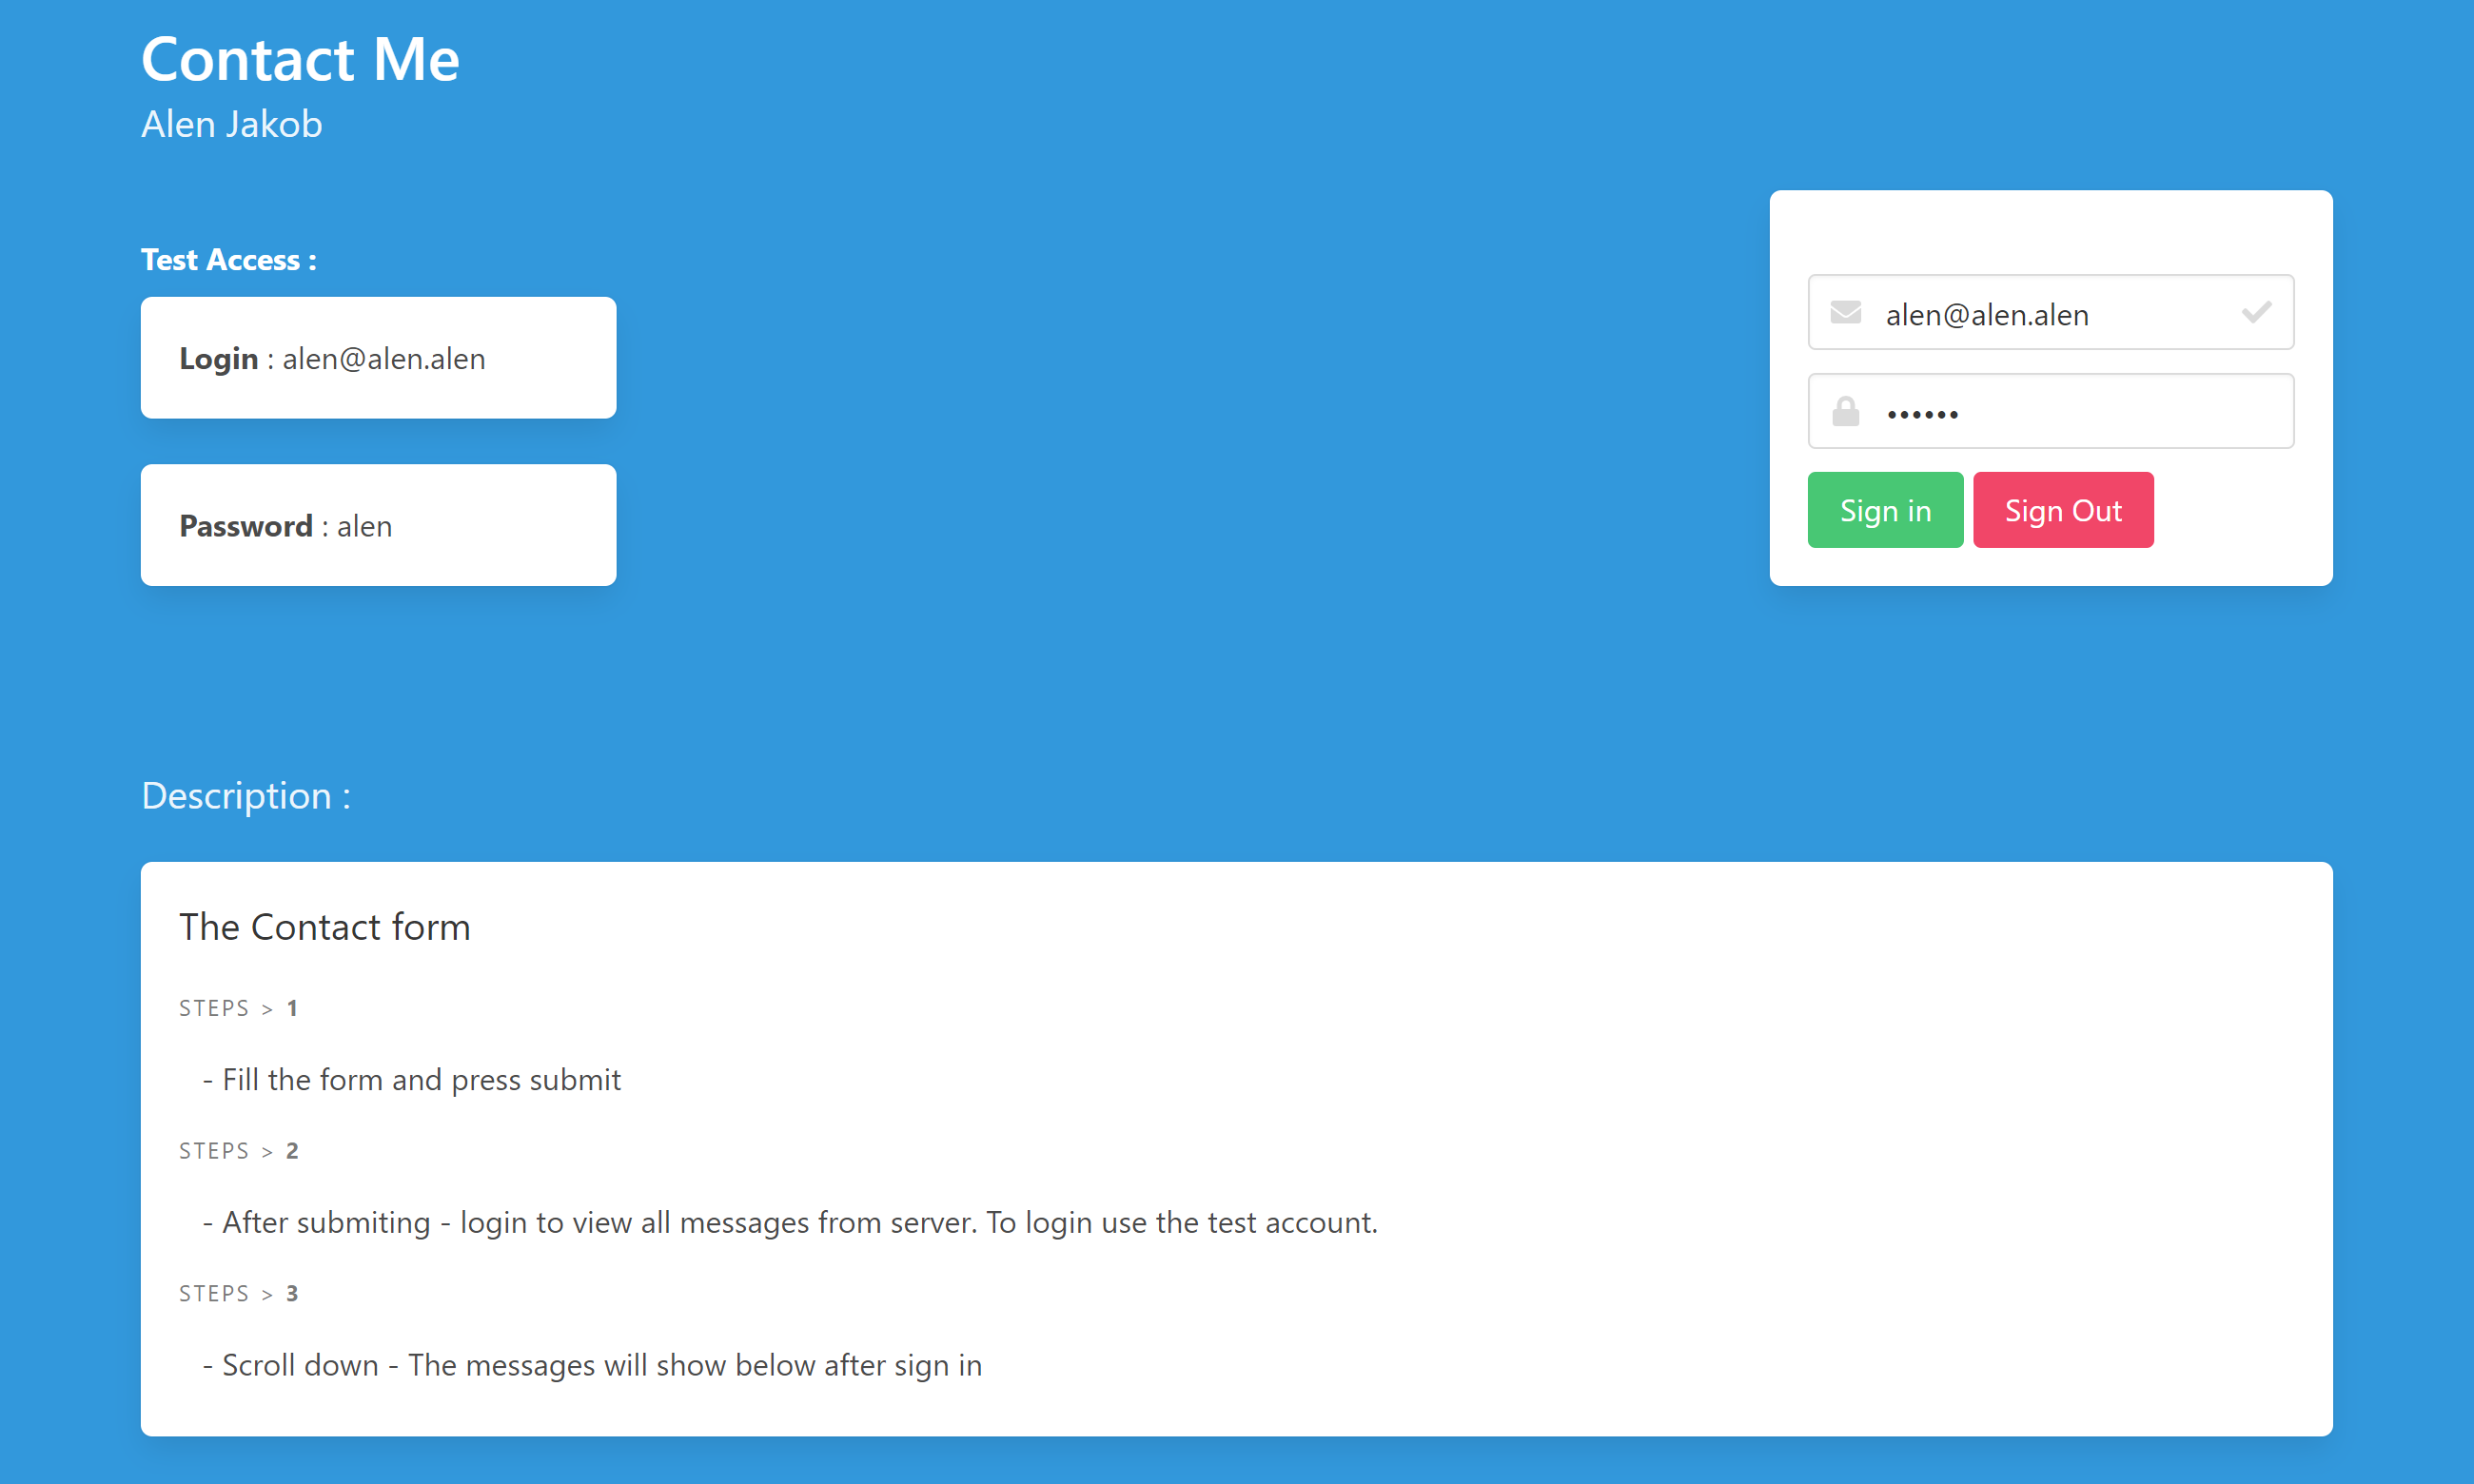 Contact Me
Alen Jakob
Test Access :
Login : alen@alen.alen
Password : alen
alen@alen.alen
••••••
Sign in
Sign Out
Description :
The Contact form
STEPS > 1
- Fill the form and press submit
STEPS > 2
- After submiting - login to view all messages from server. To login use the test account.
STEPS > 3
- Scroll down - The messages will show below after sign in